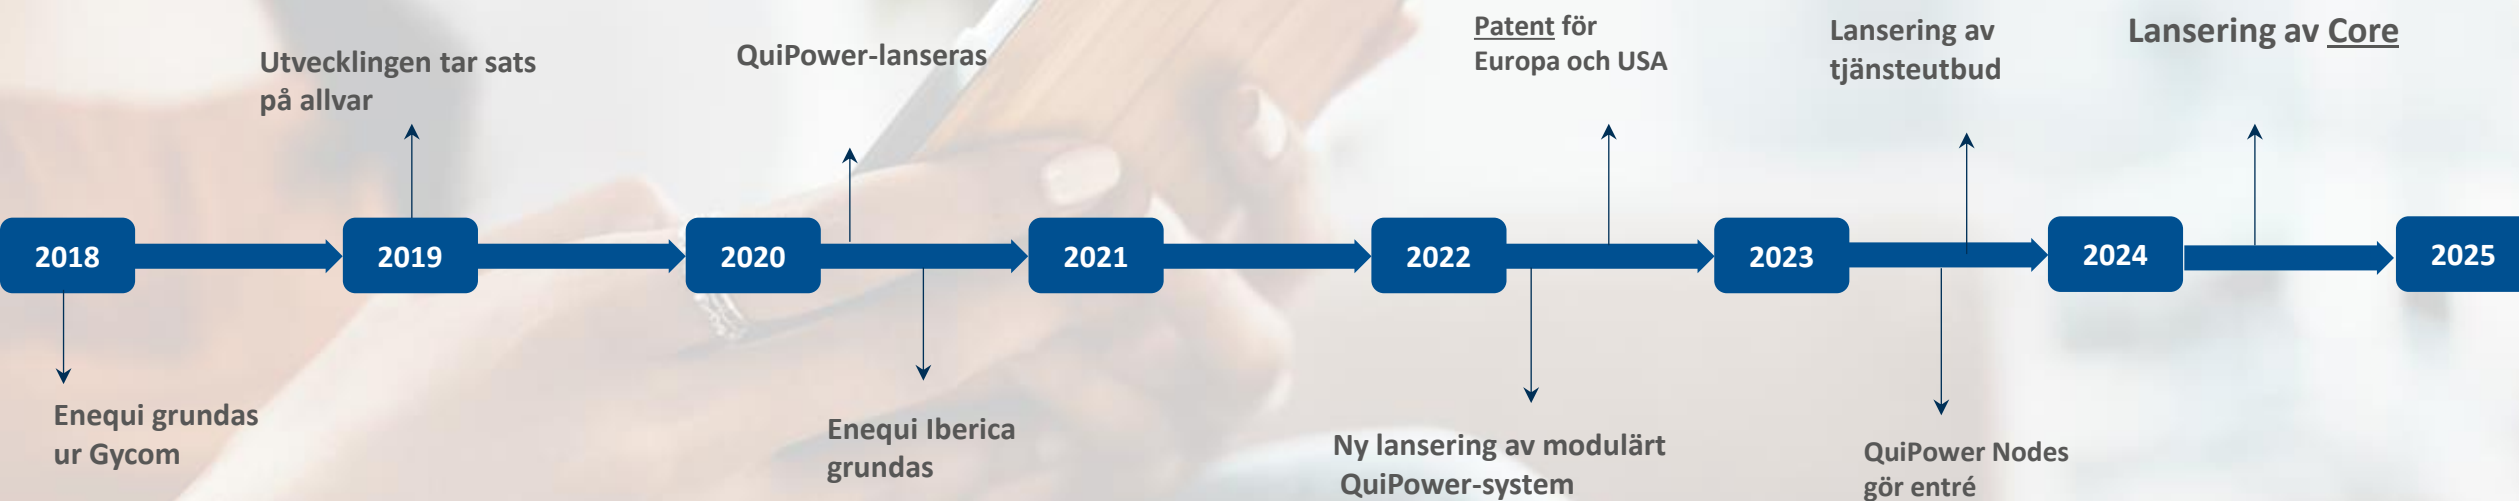 Utvecklingen tar sats
på allvar
QuiPower-lanseras
Patent för
Europa och USA
Lansering av
tjänsteutbud
Lansering av Core
2018
2019
2020
2021
2022
2023
2024
2025
Enequi grundas
ur Gycom
Enequi Iberica
grundas
Ny lansering av modulärt
QuiPower-system
QuiPower Nodes
gör entré